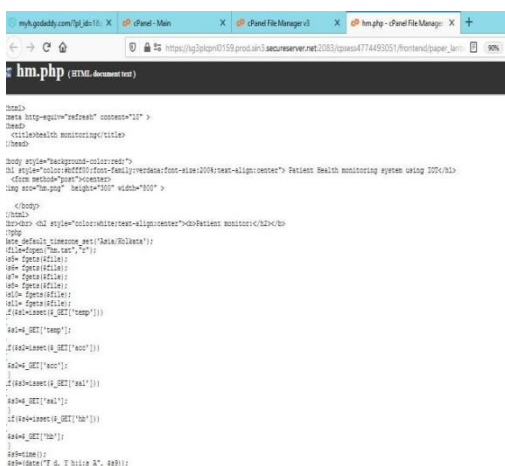 myh.godaddy.com/?pl_id=18
cPanel - Main
cPanel File Manager v3
hm.php - cPanel File Manage
https://sg3plcpnl0159.prod.sin3.secureserver.net:2083/cpsess4774493051/frontend/paper_lant
90%
hm.php (HTML document text)
html>
meta http-equiv="refresh" content="10" >
head>
<title>health monitoring</title>
/head>
body style="background-color:red;">
h1 style="color:#bfff00;font-family:verdana;font-size:200%;text-align:center"> Patient Health monitoring system using IOT</h1>
<form method="post"><center>
img src="hm.png" height="300" width="800" >
</body>
/html>
br><br> <h2 style="color:white;text-align:center"><b>Patient monitor:</h2></b>
?php
date_default_timezone_set('Asia/Kolkata');
$file=fopen("hm.txt","r");
$s5= fgets($file);
$s6= fgets($file);
$s7= fgets($file);
$s8= fgets($file);
$s10= fgets($file);
$s11= fgets($file);
if($s1=isset($_GET['temp']))
$s1=$_GET['temp'];
if($s2=isset($_GET['acc']))
$s2=$_GET['acc'];
}
if($s3=isset($_GET['sal']))
$s3=$_GET['sal'];
}
if($s4=isset($_GET['hb']))
$s4=$_GET['hb'];
}
$s9=time();
$s9=(date("F d, Y h:i:s A", $s9));